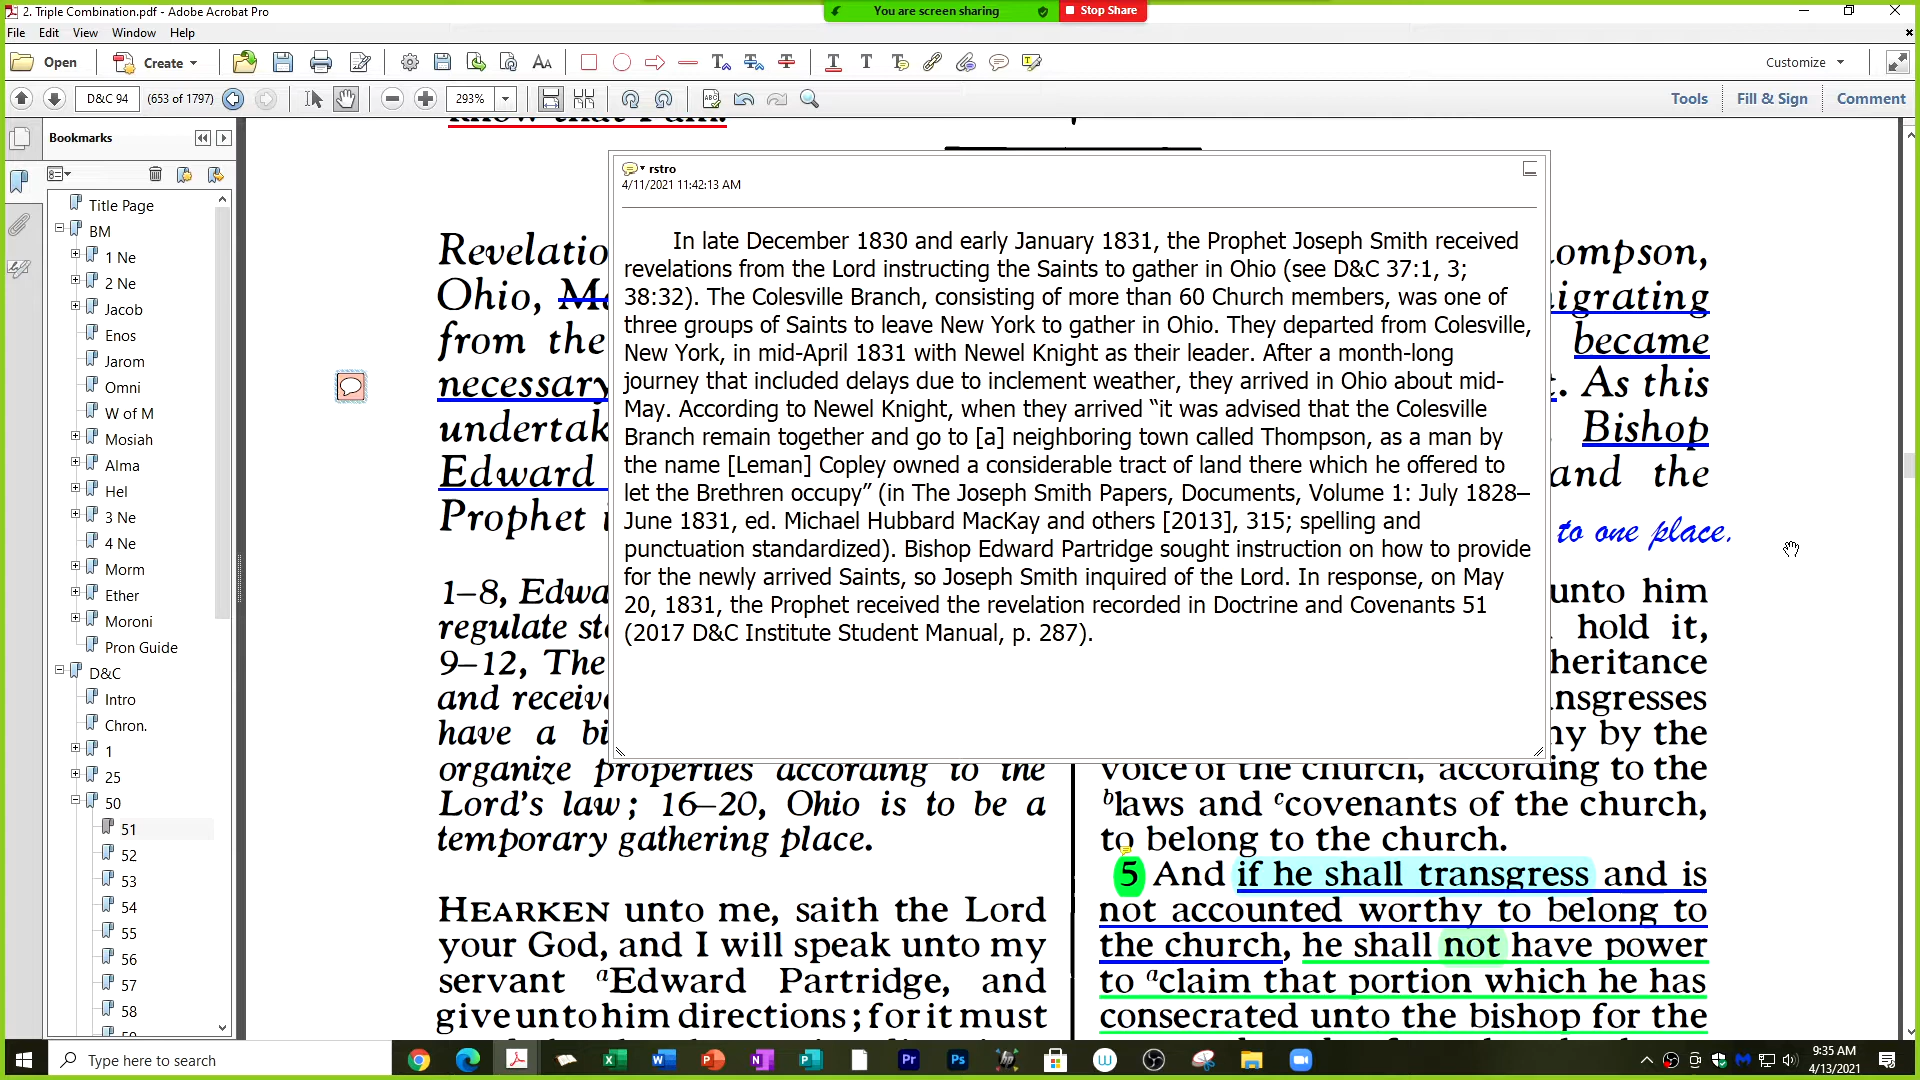 2. Triple Combination.pdf - Adobe Acrobat Pro
You are screen sharing
Stop Share
File Edit View Window Help
Open
Create
Customize
D&C 94
(653 of 1797)
293%
Tools
Fill & Sign
Comment
Bookmarks
Title Page
BM
1 Ne
2 Ne
Jacob
Enos
Jarom
Omni
W of M
Mosiah
Alma
Hel
3 Ne
4 Ne
Morm
Ether
Moroni
Pron Guide
D&C
Intro
Chron.
1
25
50
51
52
53
54
55
56
57
58
rstro
4/11/2021 11:42:13 AM
In late December 1830 and early January 1831, the Prophet Joseph Smith received
revelations from the Lord instructing the Saints to gather in Ohio (see D&C 37:1, 3;
38:32). The Colesville Branch, consisting of more than 60 Church members, was one of
three groups of Saints to leave New York to gather in Ohio. They departed from Colesville,
New York, in mid-April 1831 with Newel Knight as their leader. After a month-long
journey that included delays due to inclement weather, they arrived in Ohio about mid-
May. According to Newel Knight, when they arrived “it was advised that the Colesville
Branch remain together and go to [a] neighboring town called Thompson, as a man by
the name [Leman] Copley owned a considerable tract of land there which he offered to
let the Brethren occupy” (in The Joseph Smith Papers, Documents, Volume 1: July 1828–
June 1831, ed. Michael Hubbard MacKay and others [2013], 315; spelling and
punctuation standardized). Bishop Edward Partridge sought instruction on how to provide
for the newly arrived Saints, so Joseph Smith inquired of the Lord. In response, on May
20, 1831, the Prophet received the revelation recorded in Doctrine and Covenants 51
(2017 D&C Institute Student Manual, p. 287).
Revelatio
Ohio,
from the
necessary
undertak
Edward
Prophet
1–8, Edwa
regulate st
9–12, The
and receiv
have a bi
organize properties according to the
Lord's law; 16–20, Ohio is to be a
temporary gathering place.
HEARKEN unto me, saith the Lord
your God, and I will speak unto my
servant aEdward Partridge, and
give unto him directions; for it must
ompson,
igrating
became
. As this
Bishop
and the
to one place.
unto him
hold it,
heritance
nsgresses
ny by the
voice of the church, according to the
blaws and ccovenants of the church,
to belong to the church.
5 And if he shall transgress and is
not accounted worthy to belong to
the church, he shall not have power
to aclaim that portion which he has
consecrated unto the bishop for the
Type here to search
9:35 AM
4/13/2021